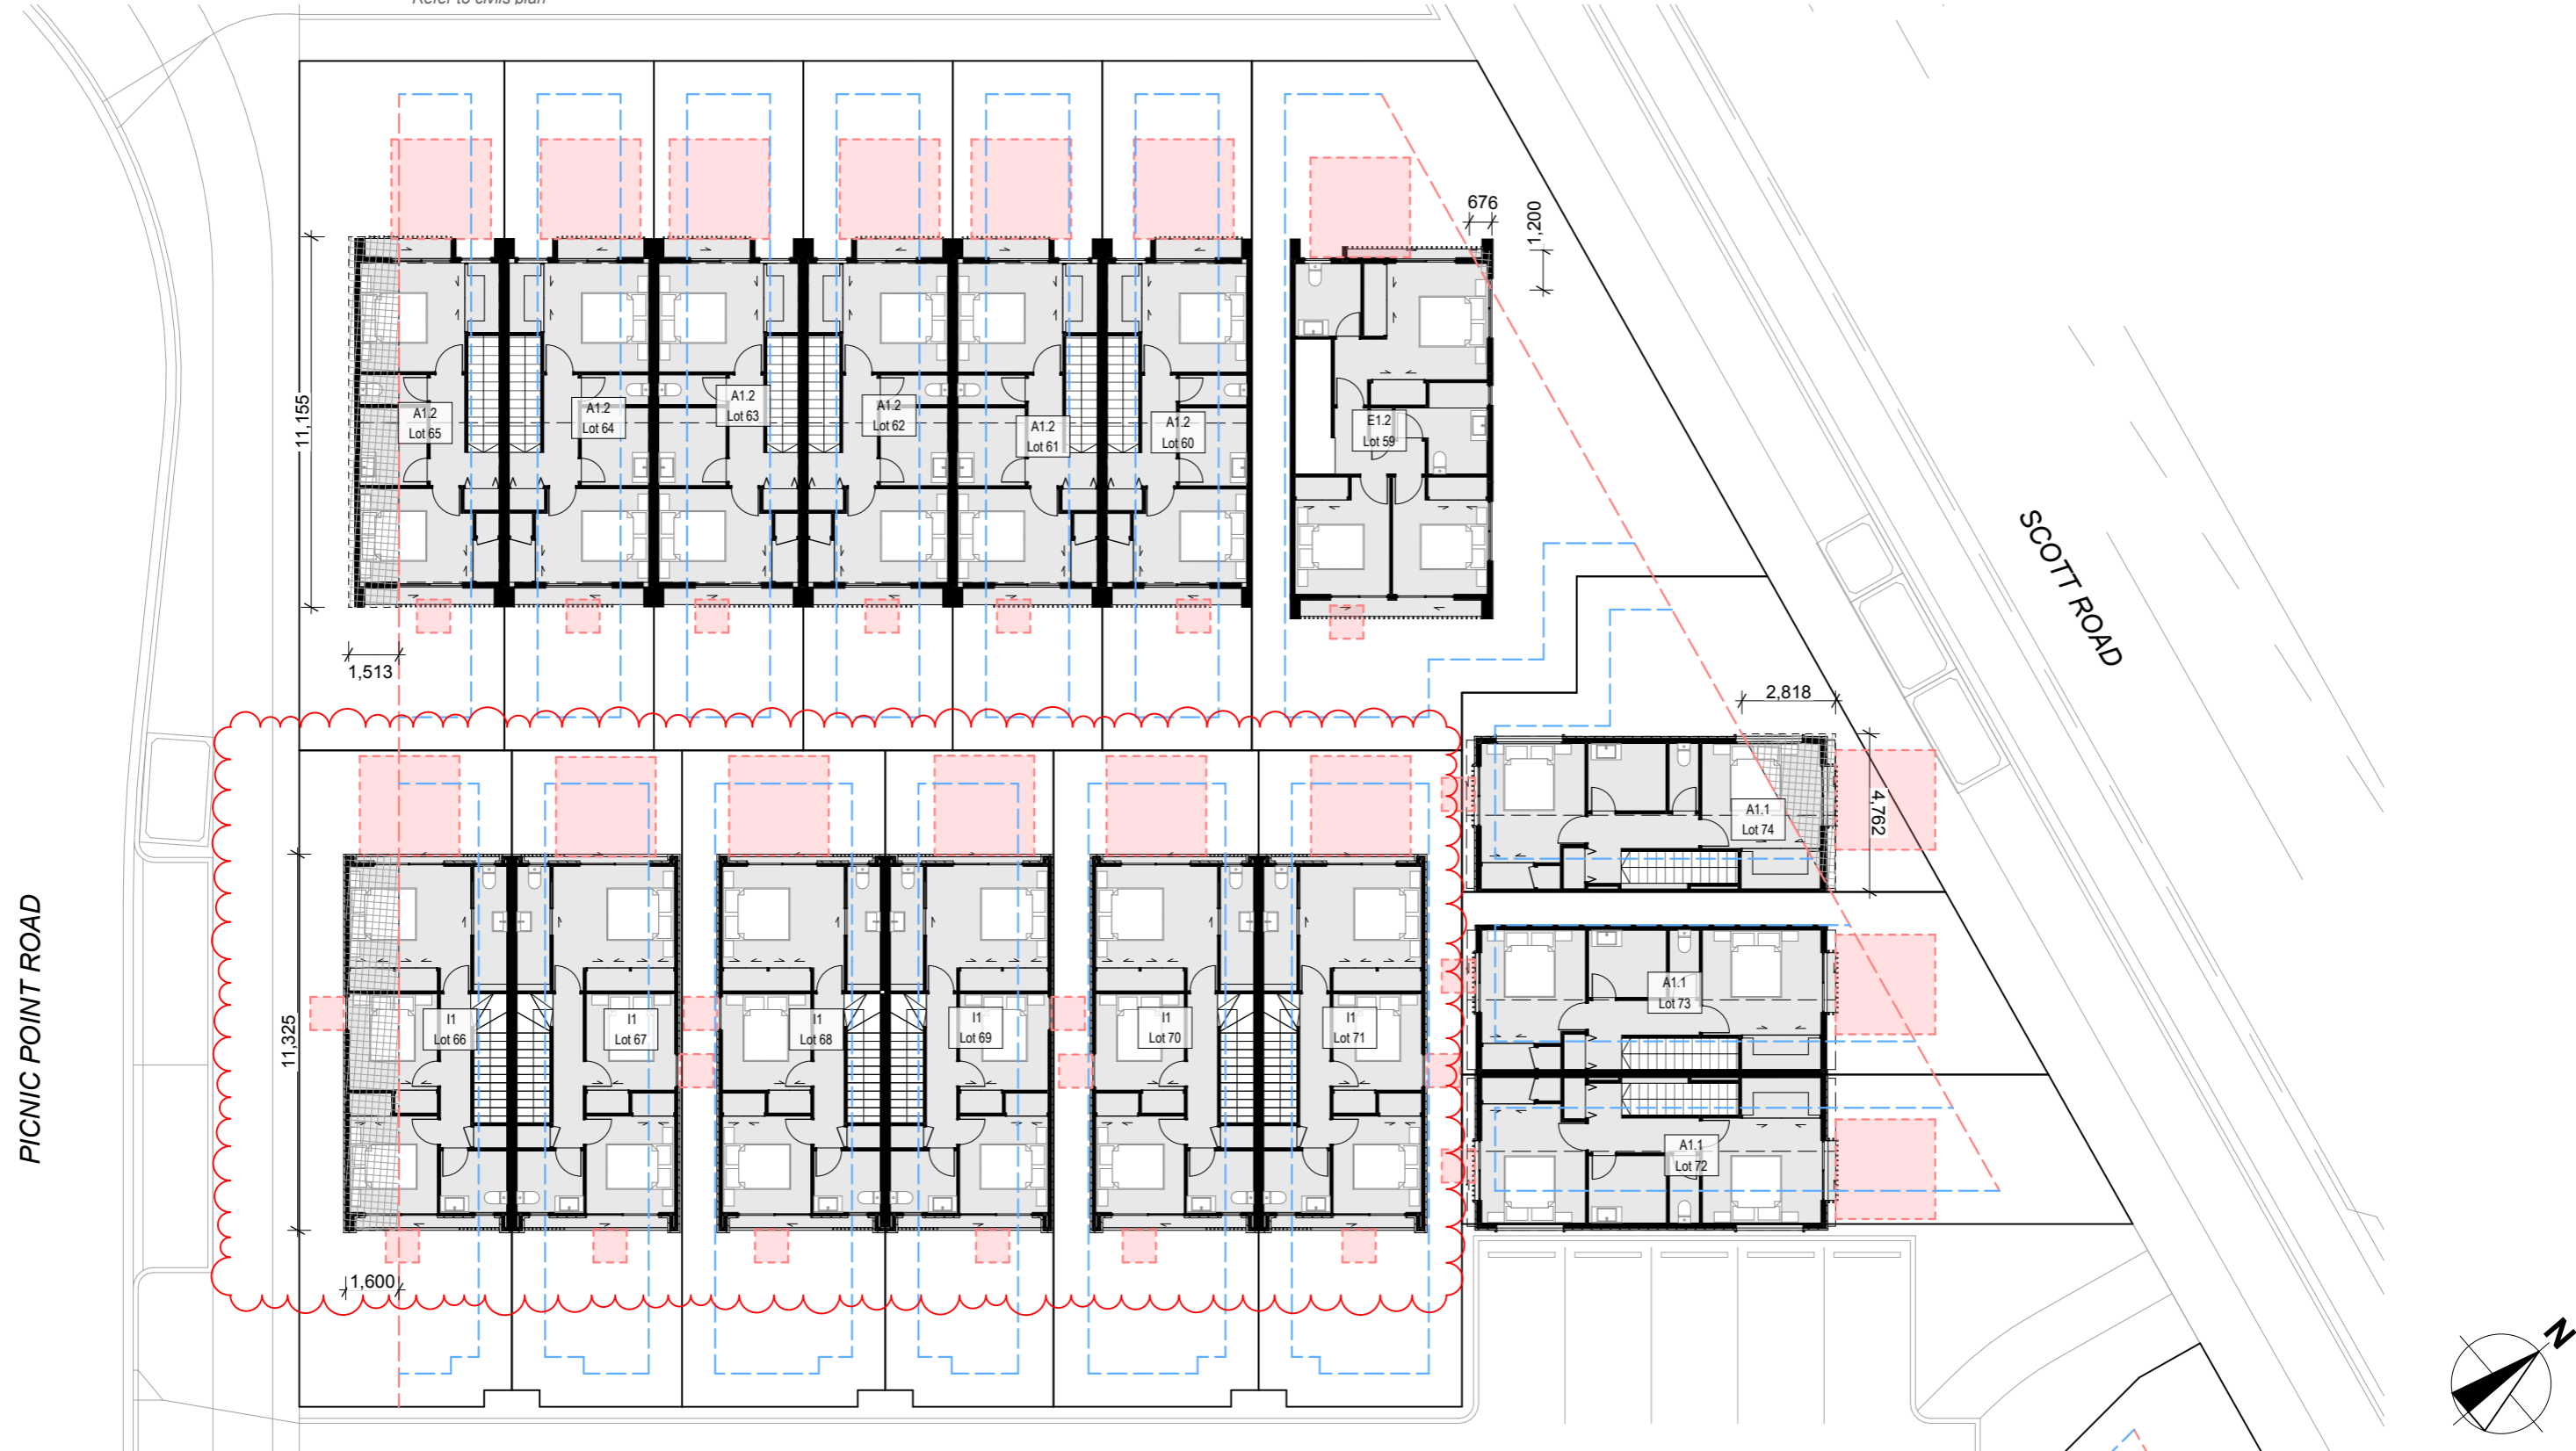 Refer to civils plan
676
1,200
11,155
A1.2
Lot 65
A1.2
Lot 64
A1.2
Lot 63
A1.2
Lot 62
A1.2
Lot 61
A1.2
Lot 60
E1.2
Lot 59
SCOTT ROAD
1,513
2,818
A1.1
Lot 74
4,762
PICNIC POINT ROAD
11,325
I1
Lot 66
I1
Lot 67
I1
Lot 68
I1
Lot 69
I1
Lot 70
I1
Lot 71
A1.1
Lot 73
A1.1
Lot 72
1,600
N